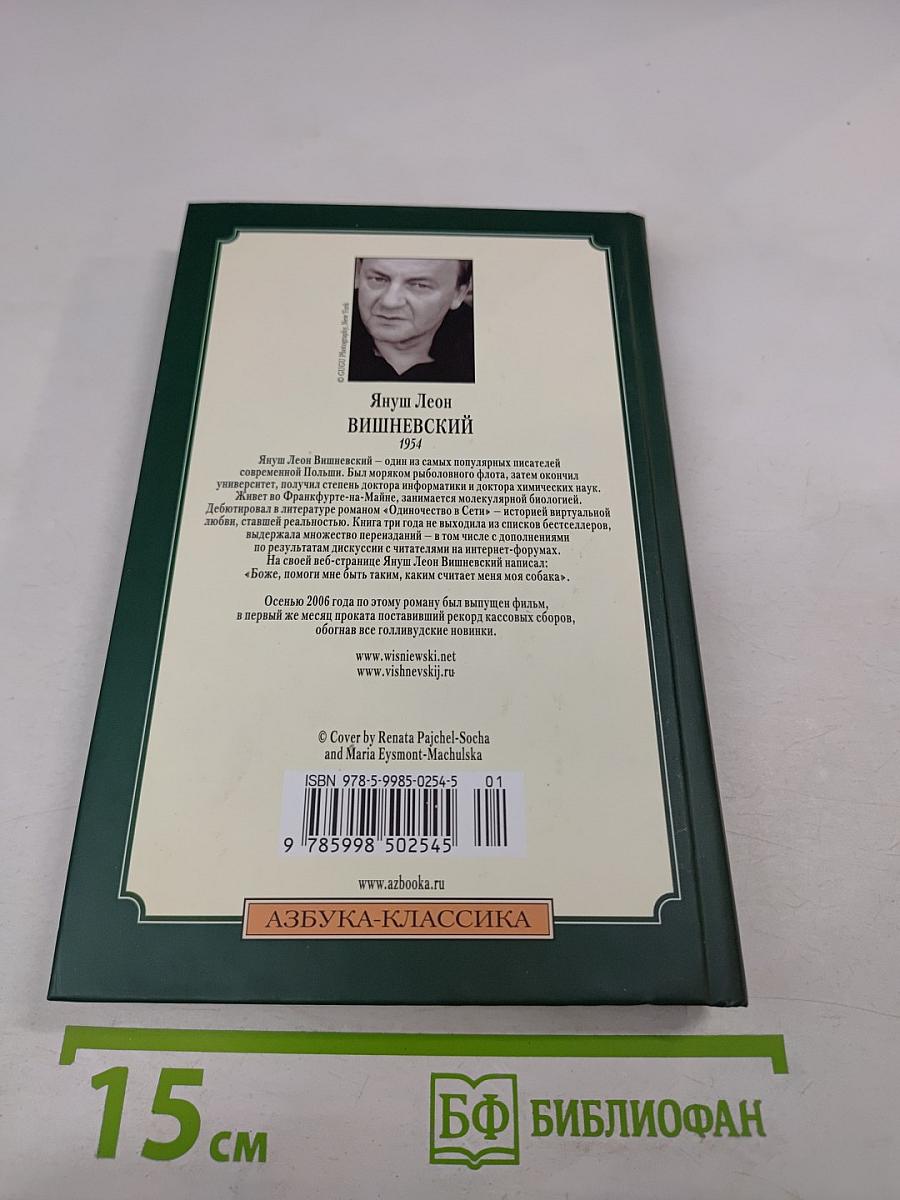 © GUGU Photography, New York
Януш Леон
ВИШНЕВСКИЙ
1954
Януш Леон Вишневский – один из самых популярных писателей
современной Польши. Был моряком рыболовного флота, затем окончил
университет, получил степень доктора информатики и доктора химических наук.
Живет во Франкфурте-на-Майне, занимается молекулярной биологией.
Дебютировал в литературе романом «Одиночество в Сети» – историей виртуальной
любви, ставшей реальностью. Книга три года не выходила из списков бестселлеров,
выдержала множество переизданий – в том числе с дополнениями
по результатам дискуссии с читателями на интернет-форумах.
На своей веб-странице Януш Леон Вишневский написал:
«Боже, помоги мне быть таким, каким считает меня моя собака».
Осенью 2006 года по этому роману был выпущен фильм,
в первый же месяц проката поставивший рекорд кассовых сборов,
обогнав все голливудские новинки.
www.wisniewski.net
www.vishnevskij.ru
© Cover by Renata Pajchel-Socha
and Maria Eysmont-Machulska
ISBN 978-5-9985-0254-5 01
9 785998 502545
www.azbooka.ru
АЗБУКА-КЛАССИКА
15 см
БФ БИБЛИОФАН